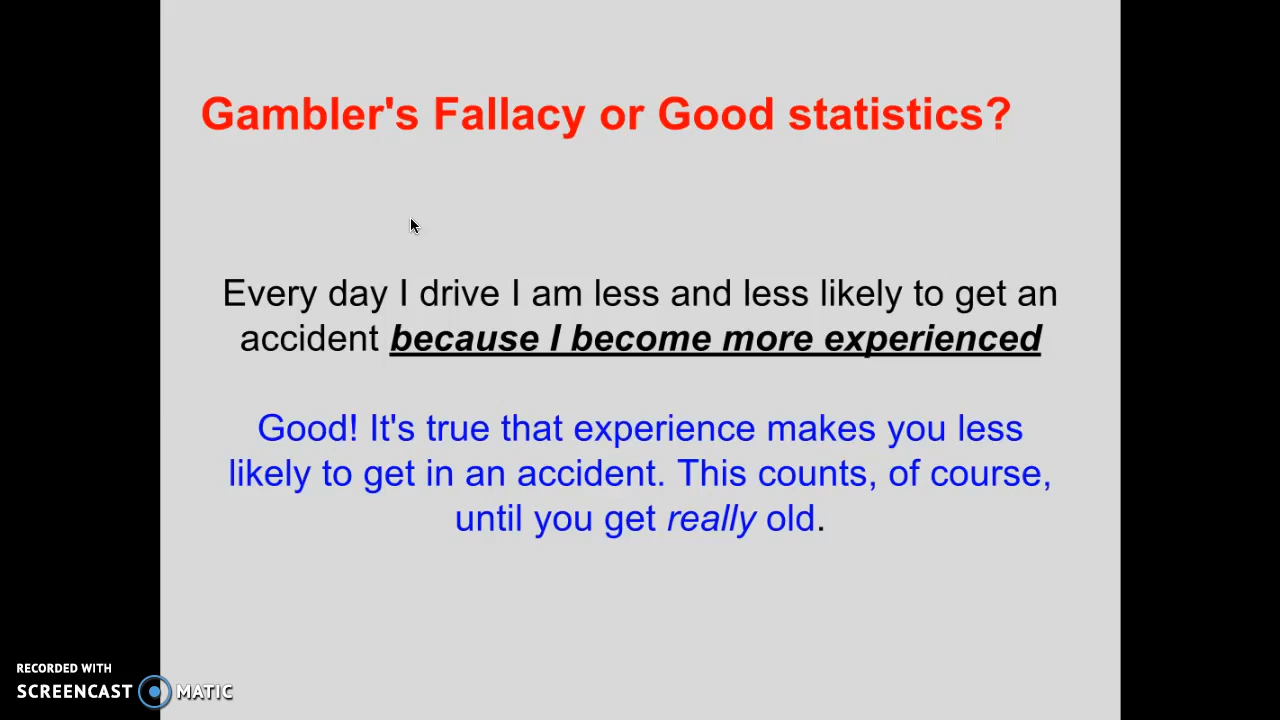 Gambler's Fallacy or Good statistics?
Every day I drive I am less and less likely to get an
accident because I become more experienced
Good! It's true that experience makes you less
likely to get in an accident. This counts, of course,
until you get really old.
RECORDED WITH
SCREENCAST MATIC